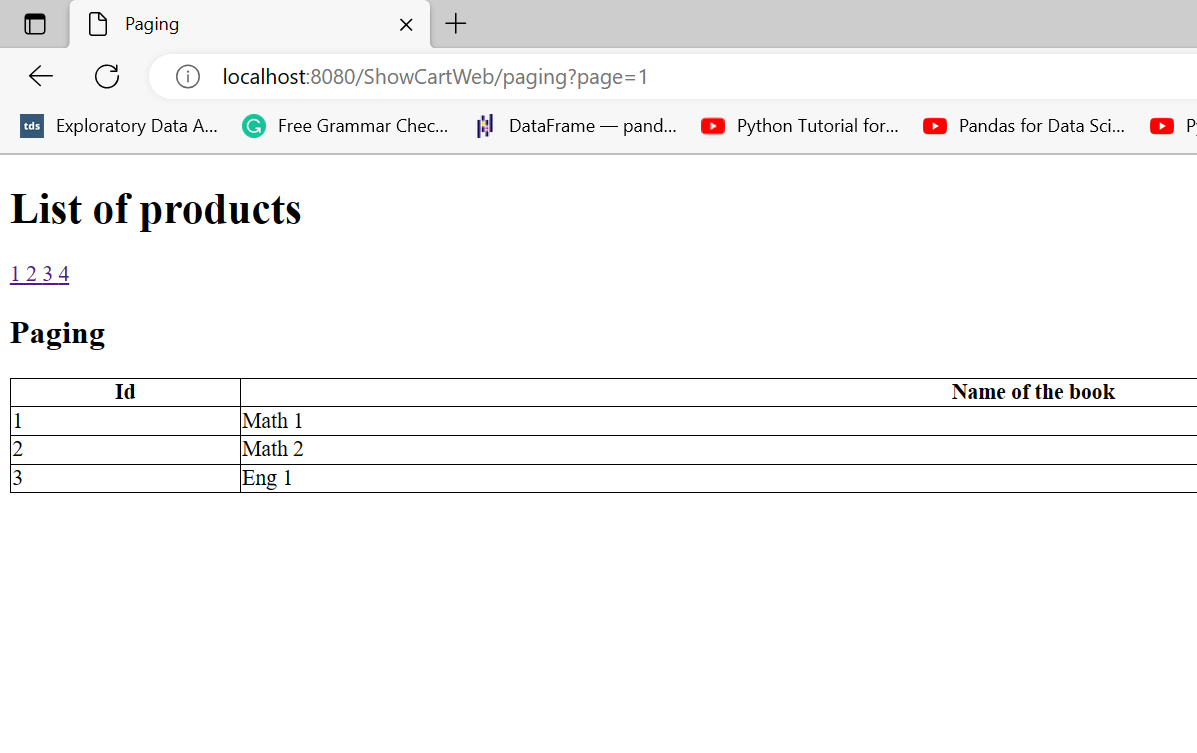 Paging
localhost:8080/ShowCartWeb/paging?page=1
tds Exploratory Data A... Free Grammar Chec... DataFrame — pand... Python Tutorial for... Pandas for Data Sci...
List of products
1 2 3 4
Paging
Id Name of the book
1 Math 1
2 Math 2
3 Eng 1